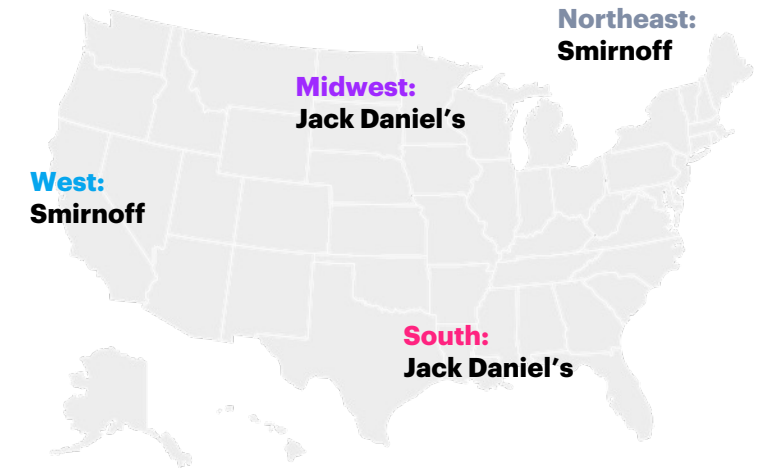 Northeast:
Smirnoff
Midwest:
Jack Daniel’s
West:
Smirnoff
South:
Jack Daniel’s